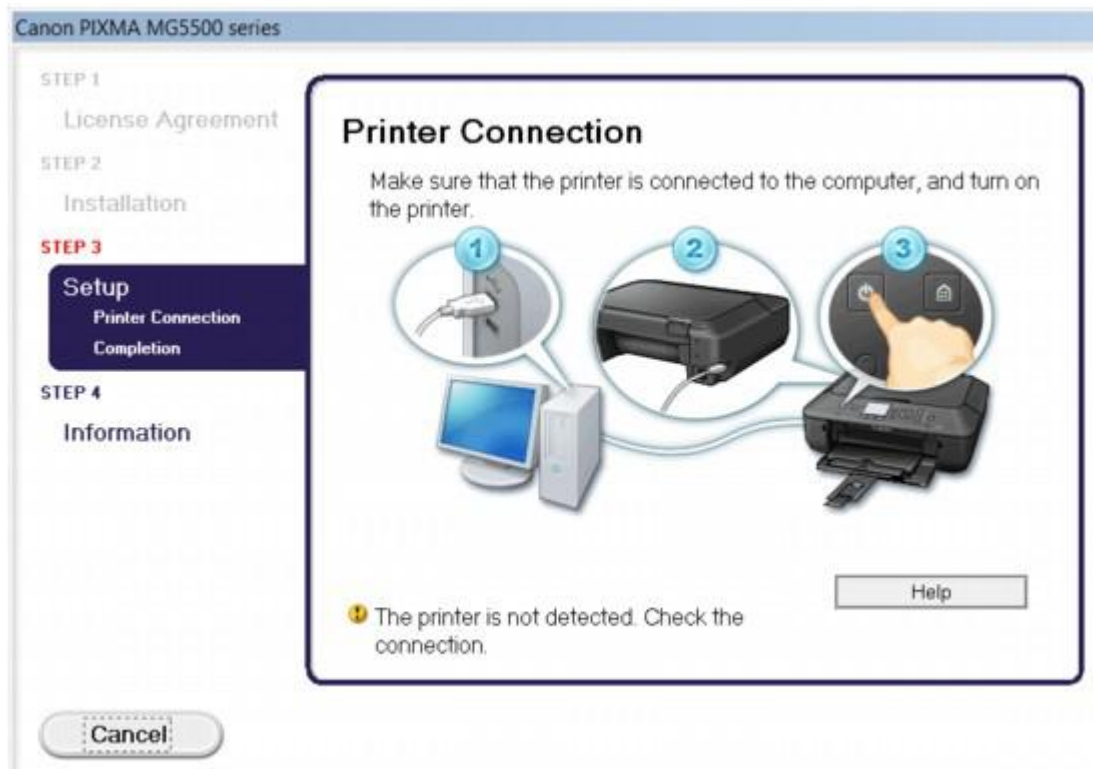 Canon PIXMA MG5500 series
STEP 1
License Agreement
STEP 2
Installation
STEP 3
Setup
Printer Connection
Completion
STEP 4
Information
Printer Connection
Make sure that the printer is connected to the computer, and turn on
the printer.
1
2
3
Help
The printer is not detected. Check the
connection.
Cancel